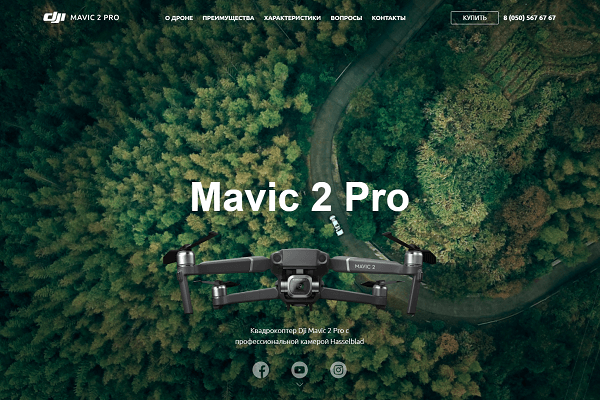 dji MAVIC 2 PRO
О ДРОНЕ ПРЕИМУЩЕСТВА ХАРАКТЕРИСТИКИ ВОПРОСЫ КОНТАКТЫ
КУПИТЬ 8 (050) 567 67 67
Mavic 2 Pro
MAVIC 2
Квадрокоптер Dji Mavic 2 Pro с
профессиональной камерой Hasselblad